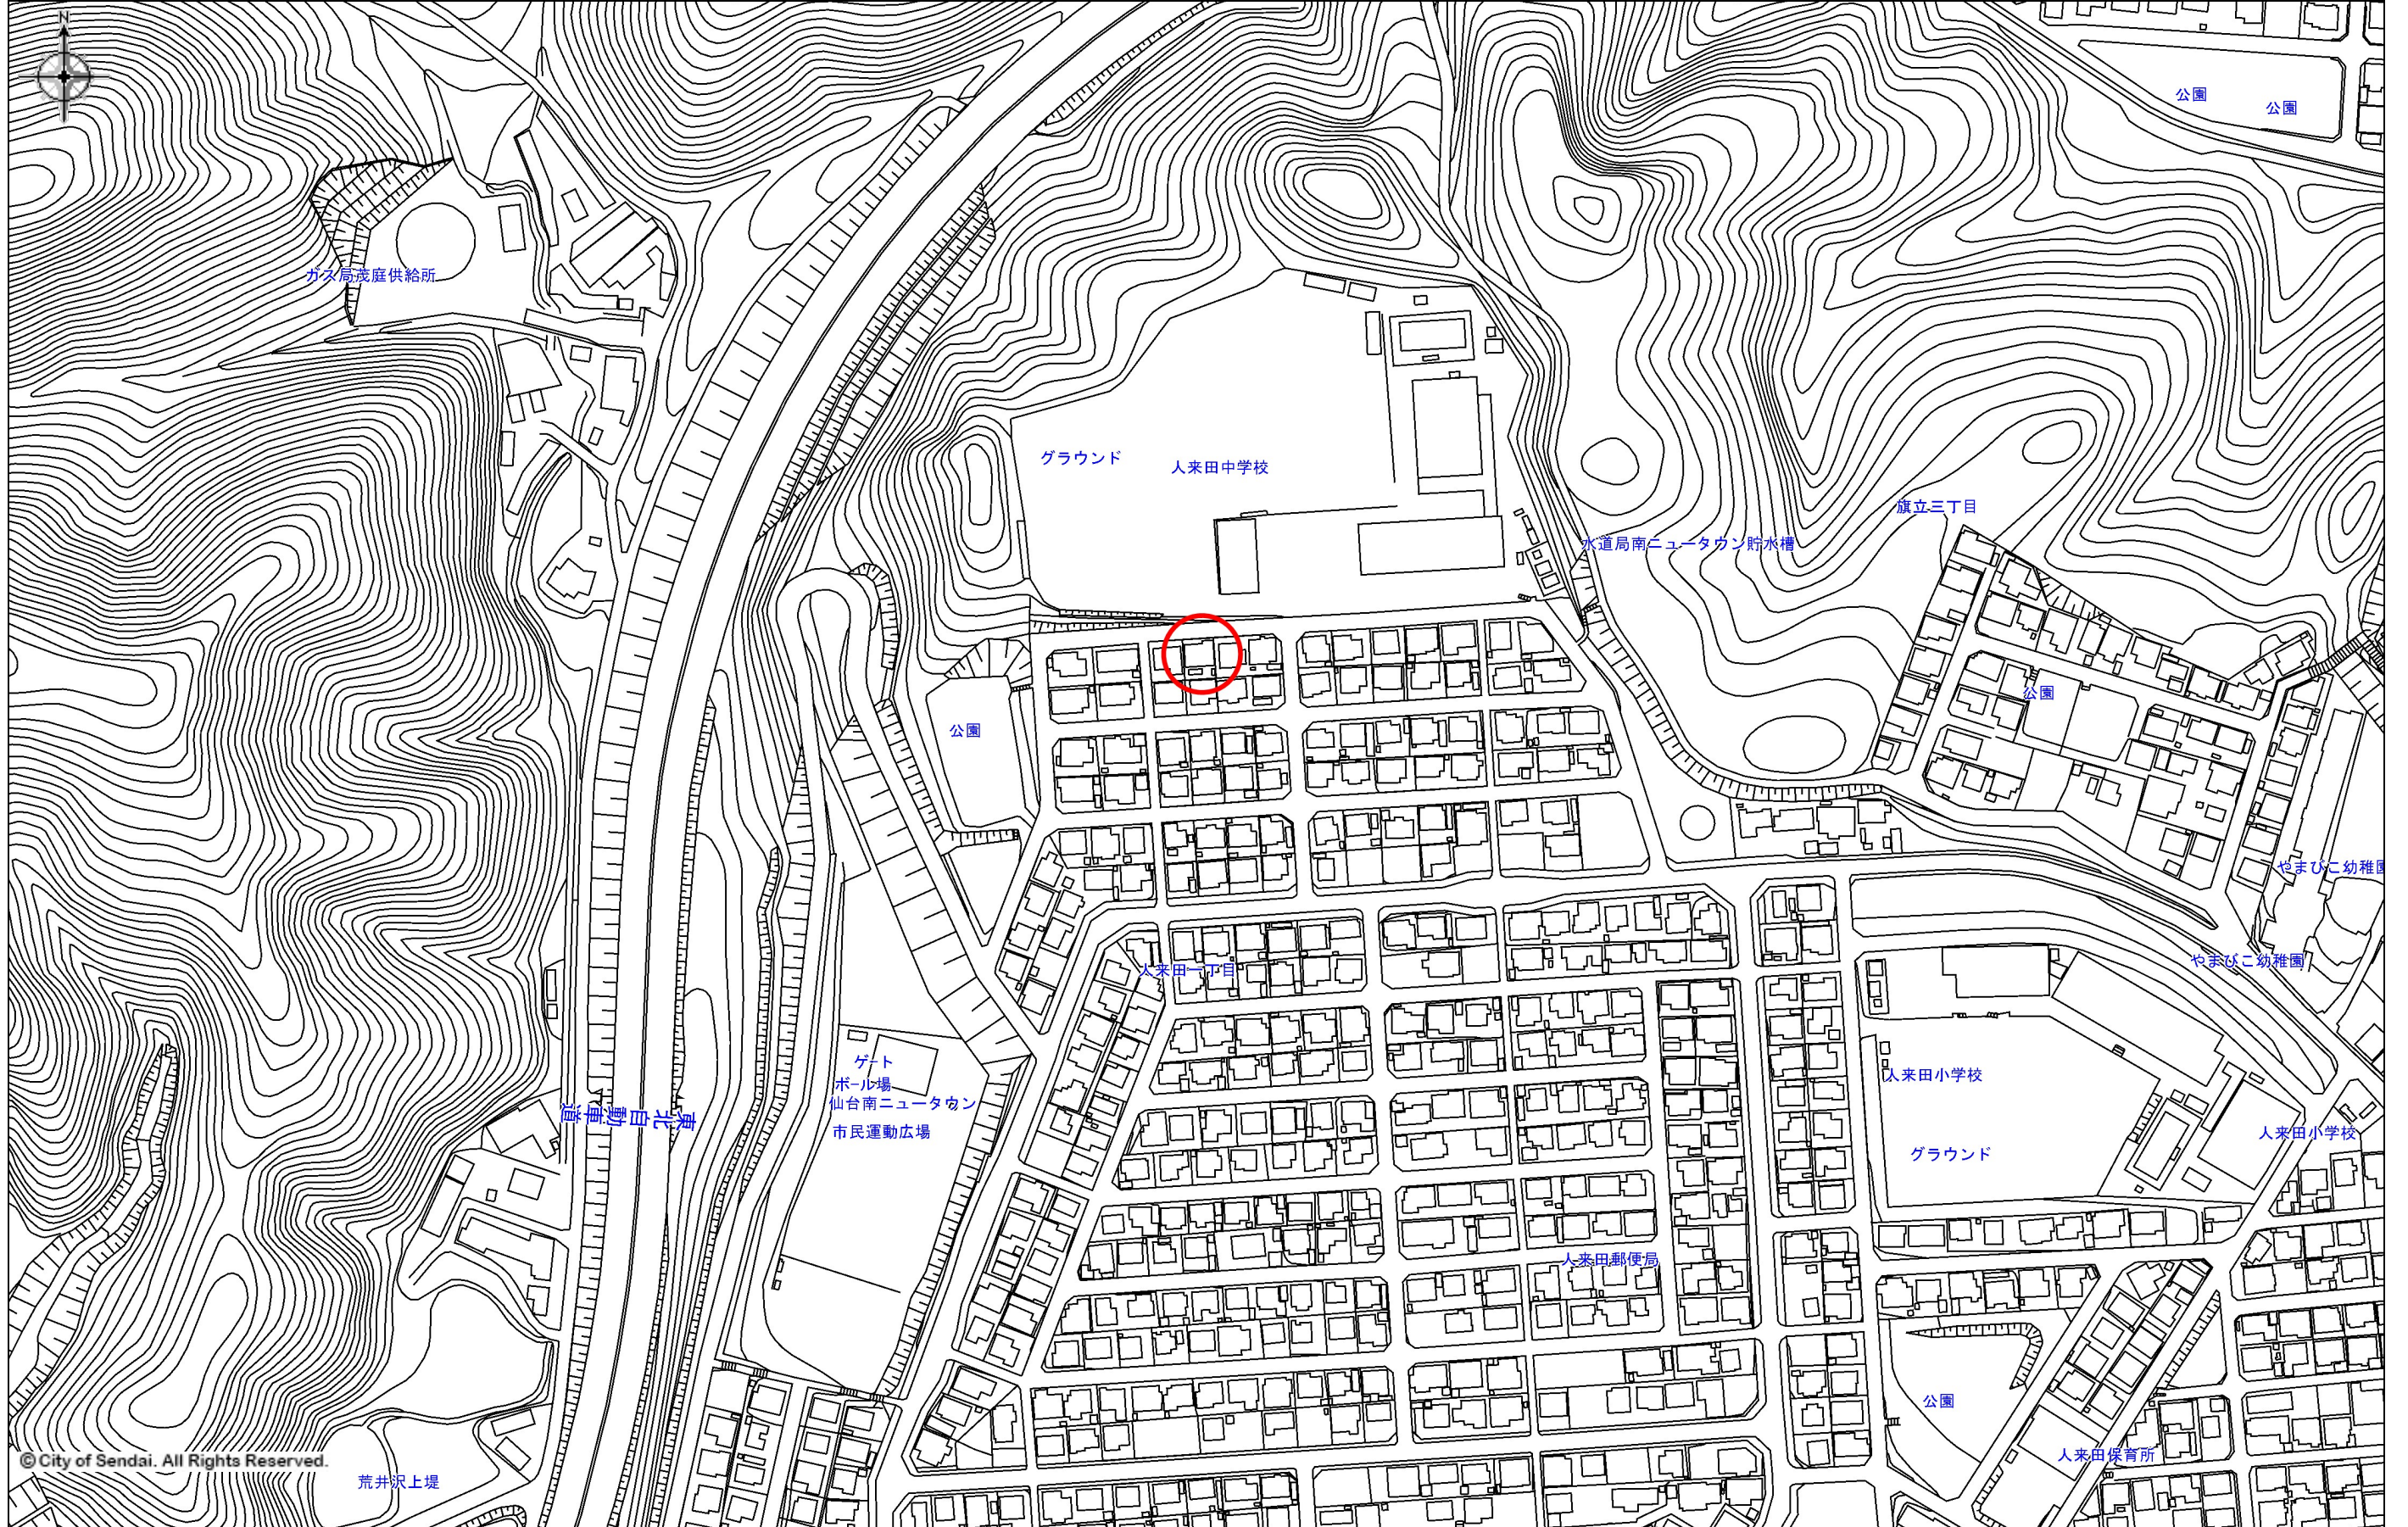 N
公園
公園
ガス局茂庭供給所
グラウンド
人来田中学校
旗立三丁目
水道局南ニュータウン貯水槽
公園
公園
やまびこ幼稚園
人来田一丁目
やまびこ幼稚園
ゲート
ボール場
仙台南ニュータウン
市民運動広場
東北自動車道
人来田小学校
人来田小学校
グラウンド
人来田郵便局
公園
人来田保育所
© City of Sendai. All Rights Reserved.
荒井沢上堤